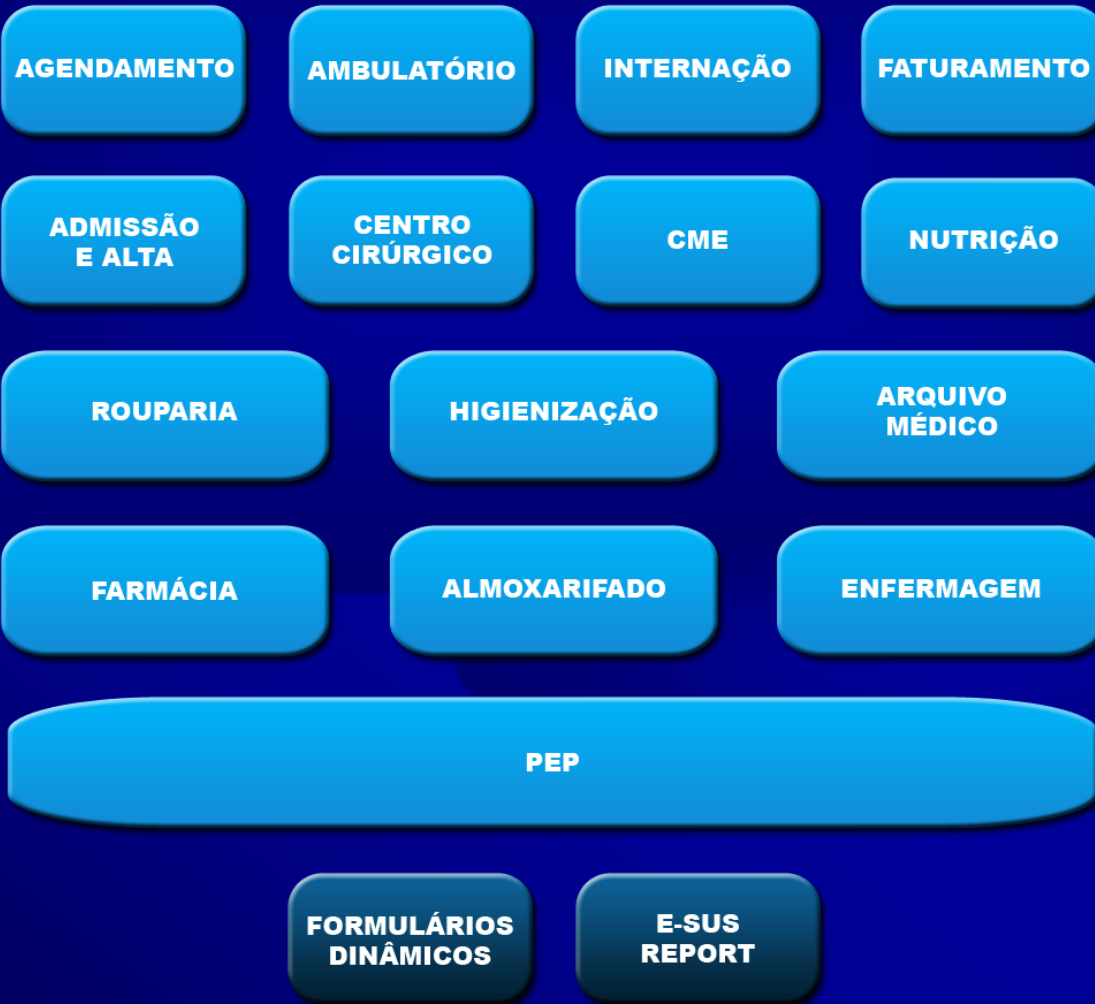 AGENDAMENTO
AMBULATÓRIO
INTERNAÇÃO
FATURAMENTO
ADMISSÃO
E ALTA
CENTRO
CIRÚRGICO
CME
NUTRIÇÃO
ROUPARIA
HIGIENIZAÇÃO
ARQUIVO
MÉDICO
FARMÁCIA
ALMOXARIFADO
ENFERMAGEM
PEP
FORMULÁRIOS
DINÂMICOS
E-SUS
REPORT